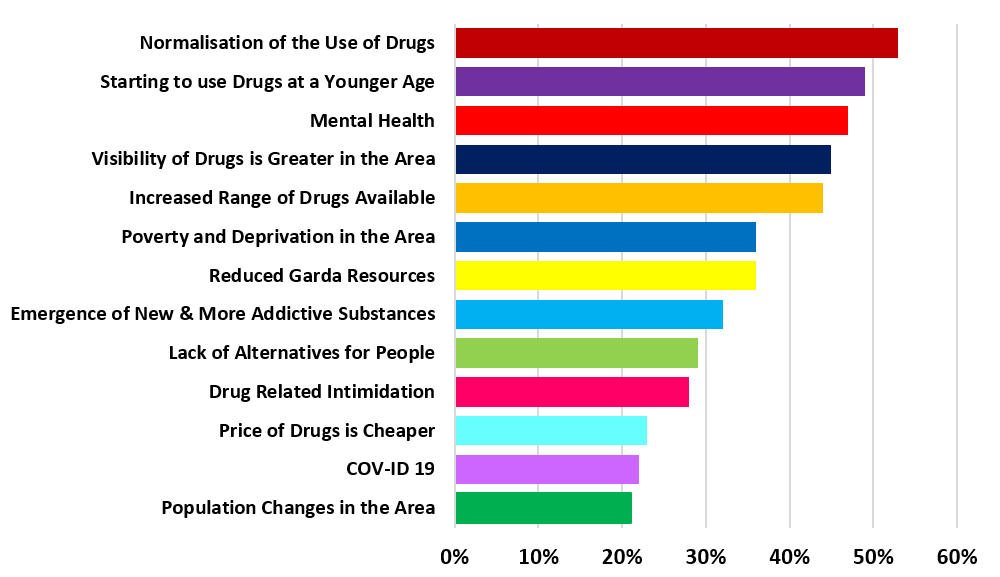 Normalisation of the Use of Drugs
Starting to use Drugs at a Younger Age
Mental Health
Visibility of Drugs is Greater in the Area
Increased Range of Drugs Available
Poverty and Deprivation in the Area
Reduced Garda Resources
Emergence of New & More Addictive Substances
Lack of Alternatives for People
Drug Related Intimidation
Price of Drugs is Cheaper
COV-ID 19
Population Changes in the Area
0% 10% 20% 30% 40% 50% 60%